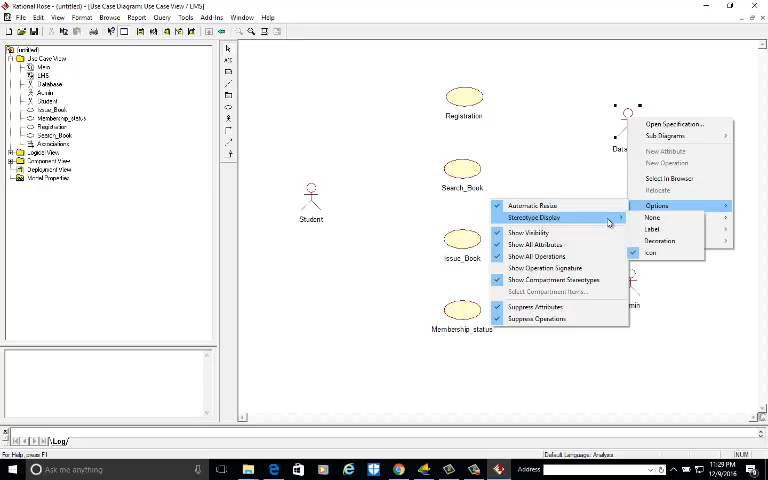 Rational Rose - (untitled) - [Use Case Diagram: Use Case View / LMS]
File Edit View Format Browse Report Query Tools Add-Ins Window Help
(untitled)
Use Case View
Main
LMS
Database
Admin
Student
Issue_Book
Membership_status
Registration
Search_Book
Associations
Logical View
Component View
Deployment View
Model Properties
ABC
Registration
Search_Book
Issue_Book
Membership_status
Student
Data
min
Open Specification...
Sub Diagrams
New Attribute
New Operation
Select In Browser
Relocate
Options
Automatic Resize
Stereotype Display
Show Visibility
Show All Attributes
Show All Operations
Show Operation Signature
Show Compartment Stereotypes
Select Compartment Items...
Suppress Attributes
Suppress Operations
None
Label
Decoration
Icon
Log
For Help, press F1
Default Language: Analysis
NUM
Ask me anything
Address
11:29 PM
12/9/2016